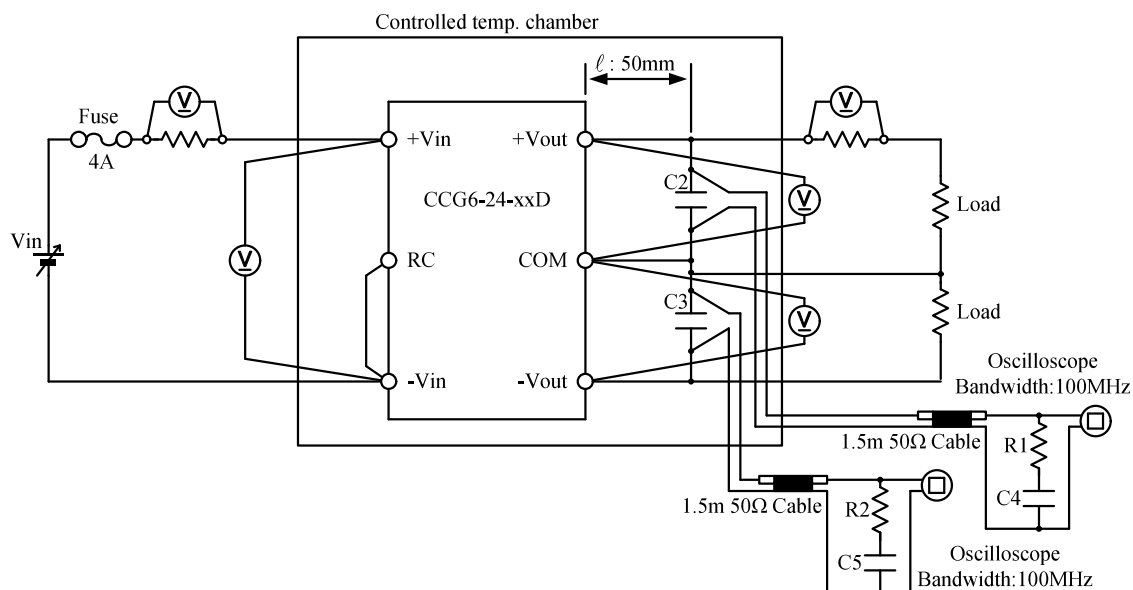 Controlled temp. chamber
ℓ : 50mm
V
V
Fuse
4A
+Vin
+Vout
C2
CCG6-24-xxD
V
Load
Vin
V
RC
COM
C3
V
Load
-Vin
-Vout
Oscilloscope
Bandwidth:100MHz
1.5m 50Ω Cable
R1
C4
1.5m 50Ω Cable
R2
C5
Oscilloscope
Bandwidth:100MHz